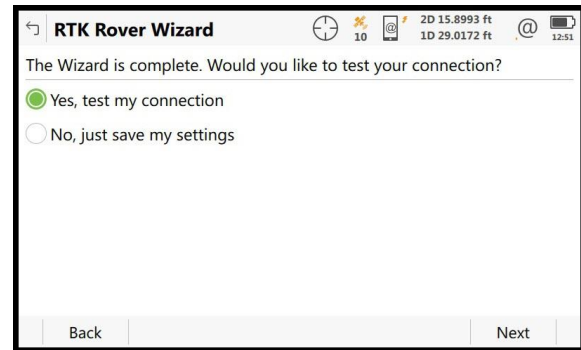 RTK Rover Wizard
10
@
2D 15.8993 ft
1D 29.0172 ft
@
12:51
The Wizard is complete. Would you like to test your connection?
Yes, test my connection
No, just save my settings
Back
Next